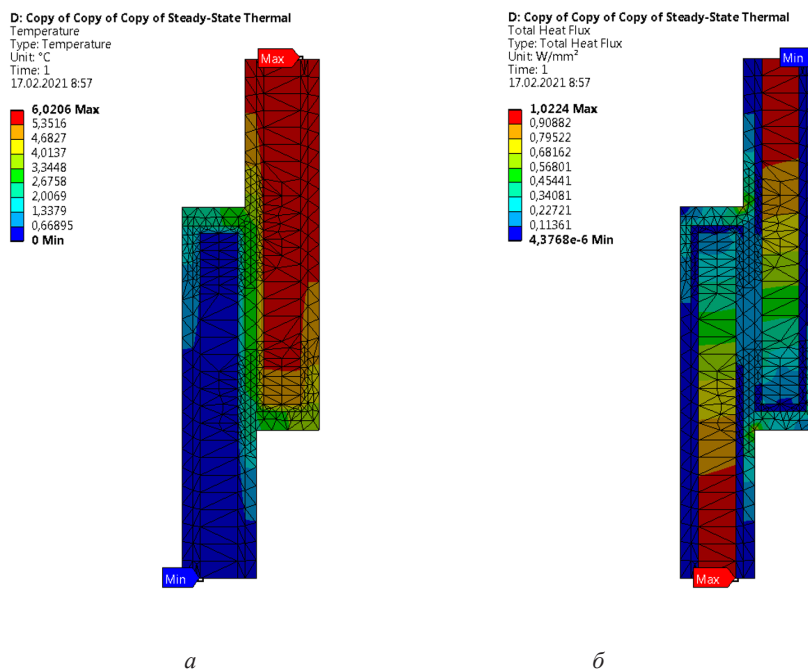 D: Copy of Copy of Copy of Steady-State Thermal
Temperature
Type: Temperature
Unit: °C
Time: 1
17.02.2021 8:57
6,0206 Max
5,3516
4,6827
4,0137
3,3448
2,6758
2,0069
1,3379
0,66895
0 Min
Max
Min
а
D: Copy of Copy of Copy of Steady-State Thermal
Total Heat Flux
Type: Total Heat Flux
Unit: W/mm²
Time: 1
17.02.2021 8:57
1,0224 Max
0,90882
0,79522
0,68162
0,56801
0,45441
0,34081
0,22721
0,11361
4,3768e-6 Min
Min
Max
б